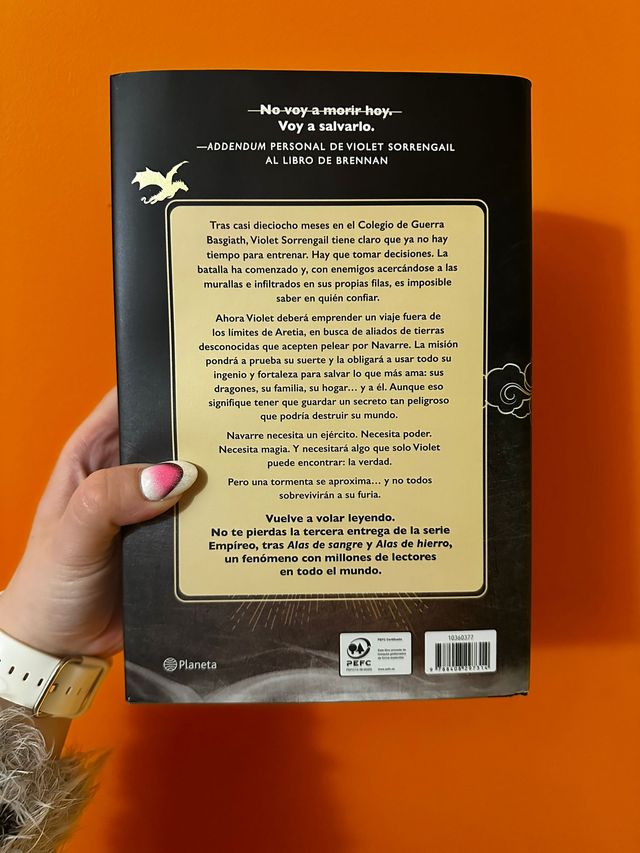 No voy a morir hoy.
Voy a salvarlo.
—ADDENDUM PERSONAL DE VIOLET SORRENGAIL
AL LIBRO DE BRENNAN
Tras casi dieciocho meses en el Colegio de Guerra
Basgiath, Violet Sorrengail tiene claro que ya no hay
tiempo para entrenar. Hay que tomar decisiones. La
batalla ha comenzado y, con enemigos acercándose a las
murallas e infiltrados en sus propias filas, es imposible
saber en quién confiar.
Ahora Violet deberá emprender un viaje fuera de
los límites de Aretia, en busca de aliados de tierras
desconocidas que acepten pelear por Navarre. La misión
pondrá a prueba su suerte y la obligará a usar todo su
ingenio y fortaleza para salvar lo que más ama: sus
dragones, su familia, su hogar… y a él. Aunque eso
signifique tener que guardar un secreto tan peligroso
que podría destruir su mundo.
Navarre necesita un ejército. Necesita poder.
Necesita magia. Y necesitará algo que solo Violet
puede encontrar: la verdad.
Pero una tormenta se aproxima… y no todos
sobrevivirán a su furia.
Vuelve a volar leyendo.
No te pierdas la tercera entrega de la serie
Empíreo, tras Alas de sangre y Alas de hierro,
un fenómeno con millones de lectores
en todo el mundo.
Planeta
PEFC
PEFC Certificado
10360377
9 788408 297314